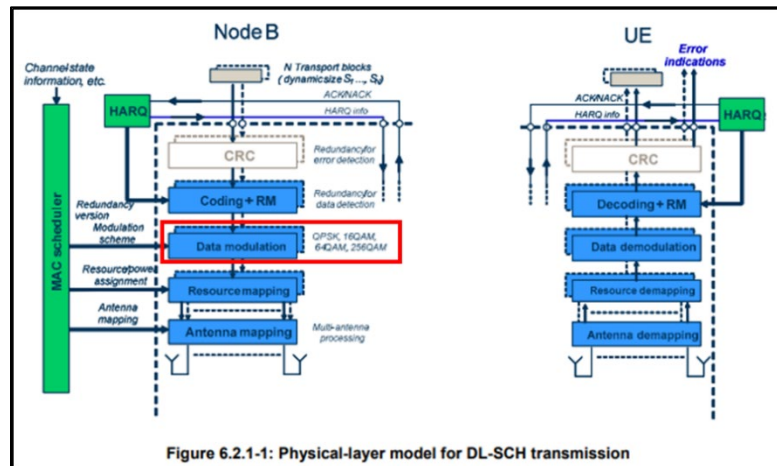 Node B
UE
Channel state
information, etc.
N Transport blocks
(dynamic size S1, ..., SN)
Error
indications
ACK/NACK
HARQ info
HARQ
ACK/NACK
HARQ info
HARQ
CRC
Redundancy for
error detection
CRC
Coding + RM
Redundancy for
data detection
Decoding + RM
MAC scheduler
Redundancy
version
Modulation
scheme
Data modulation
QPSK, 16QAM,
64QAM, 256QAM
Data demodulation
Resource/power
assignment
Resource mapping
Resource demapping
Antenna
mapping
Antenna mapping
Multi-antenna
processing
Antenna demapping
Figure 6.2.1-1: Physical-layer model for DL-SCH transmission